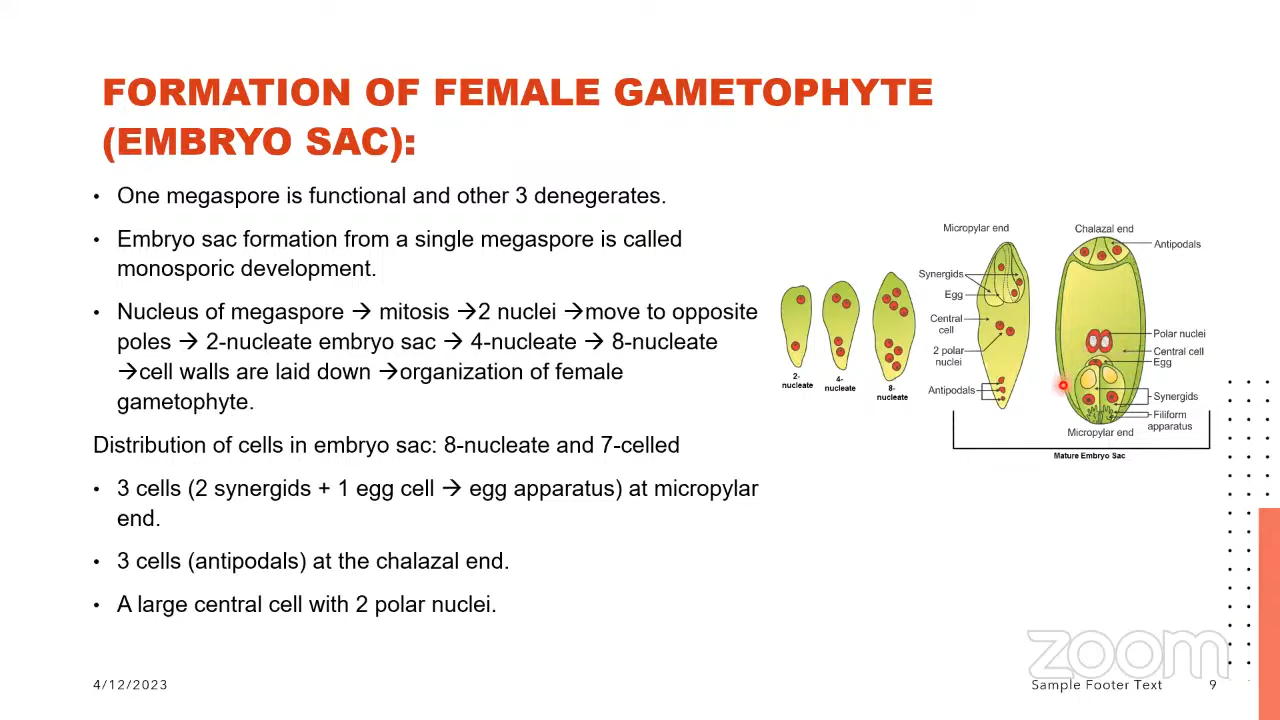 FORMATION OF FEMALE GAMETOPHYTE
(EMBRYO SAC):
• One megaspore is functional and other 3 denegerates.
• Embryo sac formation from a single megaspore is called
monosporic development.
• Nucleus of megaspore → mitosis →2 nuclei →move to opposite
poles → 2-nucleate embryo sac → 4-nucleate → 8-nucleate
→cell walls are laid down →organization of female
gametophyte.
Distribution of cells in embryo sac: 8-nucleate and 7-celled
• 3 cells (2 synergids + 1 egg cell → egg apparatus) at micropylar
end.
• 3 cells (antipodals) at the chalazal end.
• A large central cell with 2 polar nuclei.
2-
nucleate
4-
nucleate
8-
nucleate
Micropylar end
Synergids
Egg
Central
cell
2 polar
nuclei
Antipodals
Chalazal end
Antipodals
Polar nuclei
Central cell
Egg
Synergids
Filiform
apparatus
Micropylar end
Mature Embryo Sac
zoom
4/12/2023
Sample Footer Text
9